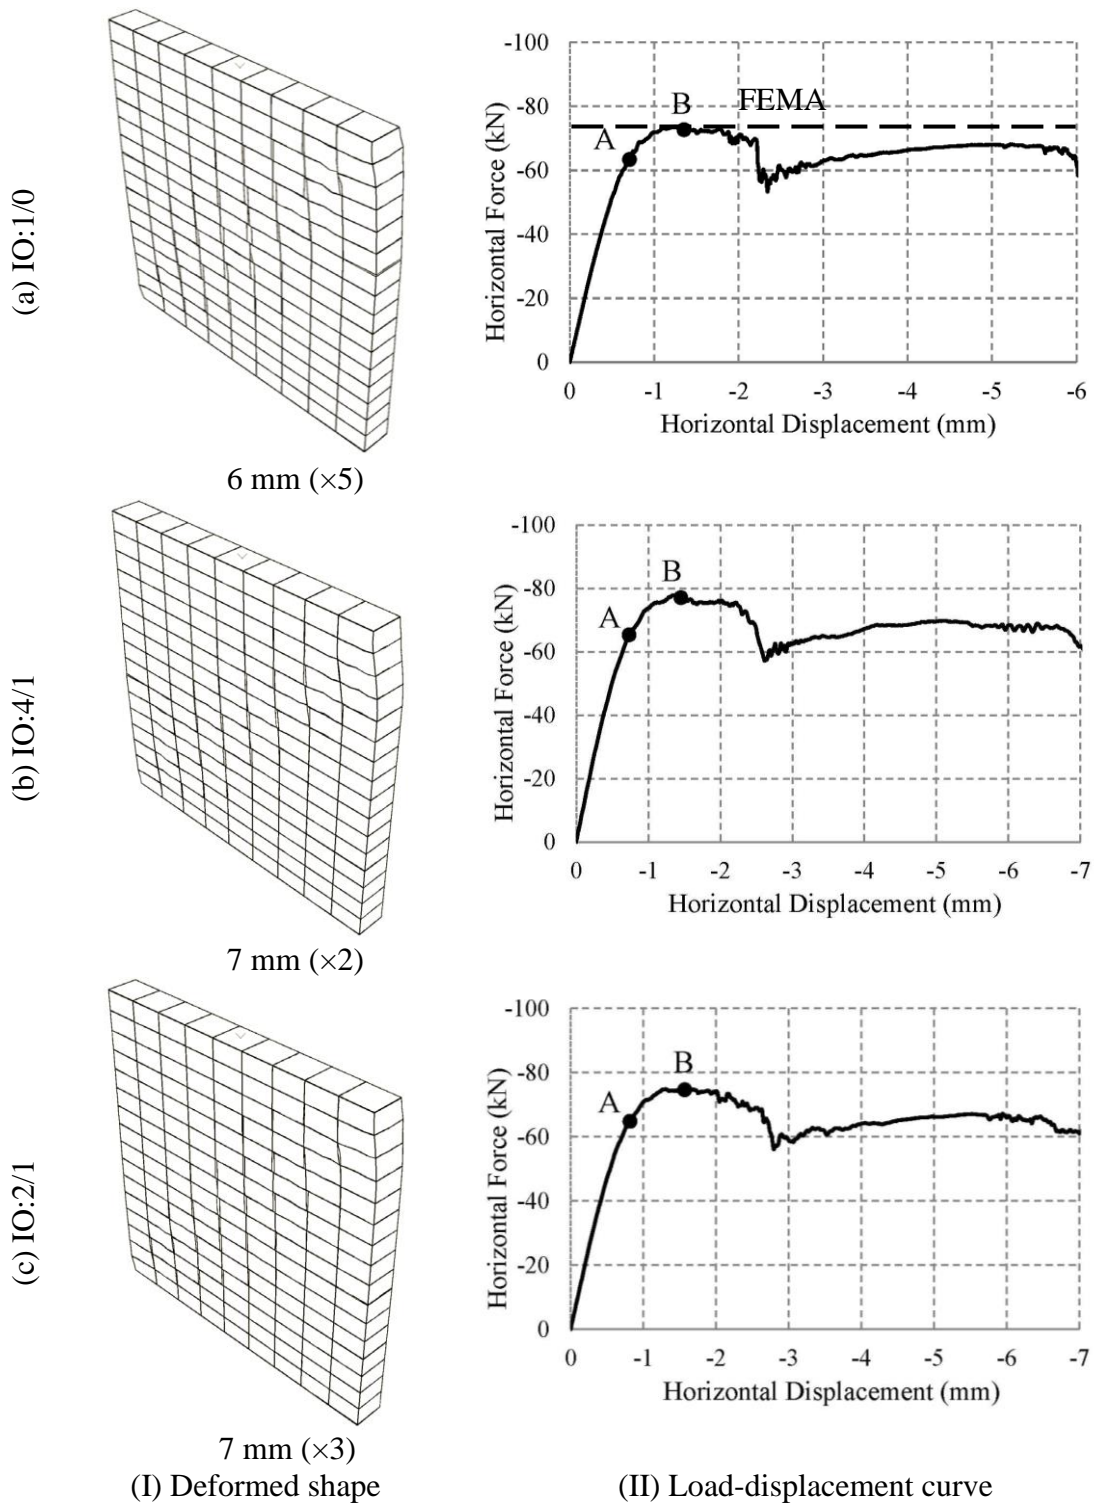 (a) IO:1/0
6 mm (×5)
Horizontal Force (kN)
-100
-80
-60
-40
-20
0
A
B
FEMA
0 -1 -2 -3 -4 -5 -6
Horizontal Displacement (mm)
(b) IO:4/1
7 mm (×2)
Horizontal Force (kN)
-100
-80
-60
-40
-20
0
A
B
0 -1 -2 -3 -4 -5 -6 -7
Horizontal Displacement (mm)
(c) IO:2/1
7 mm (×3)
Horizontal Force (kN)
-100
-80
-60
-40
-20
0
A
B
0 -1 -2 -3 -4 -5 -6 -7
Horizontal Displacement (mm)
(I) Deformed shape
(II) Load-displacement curve